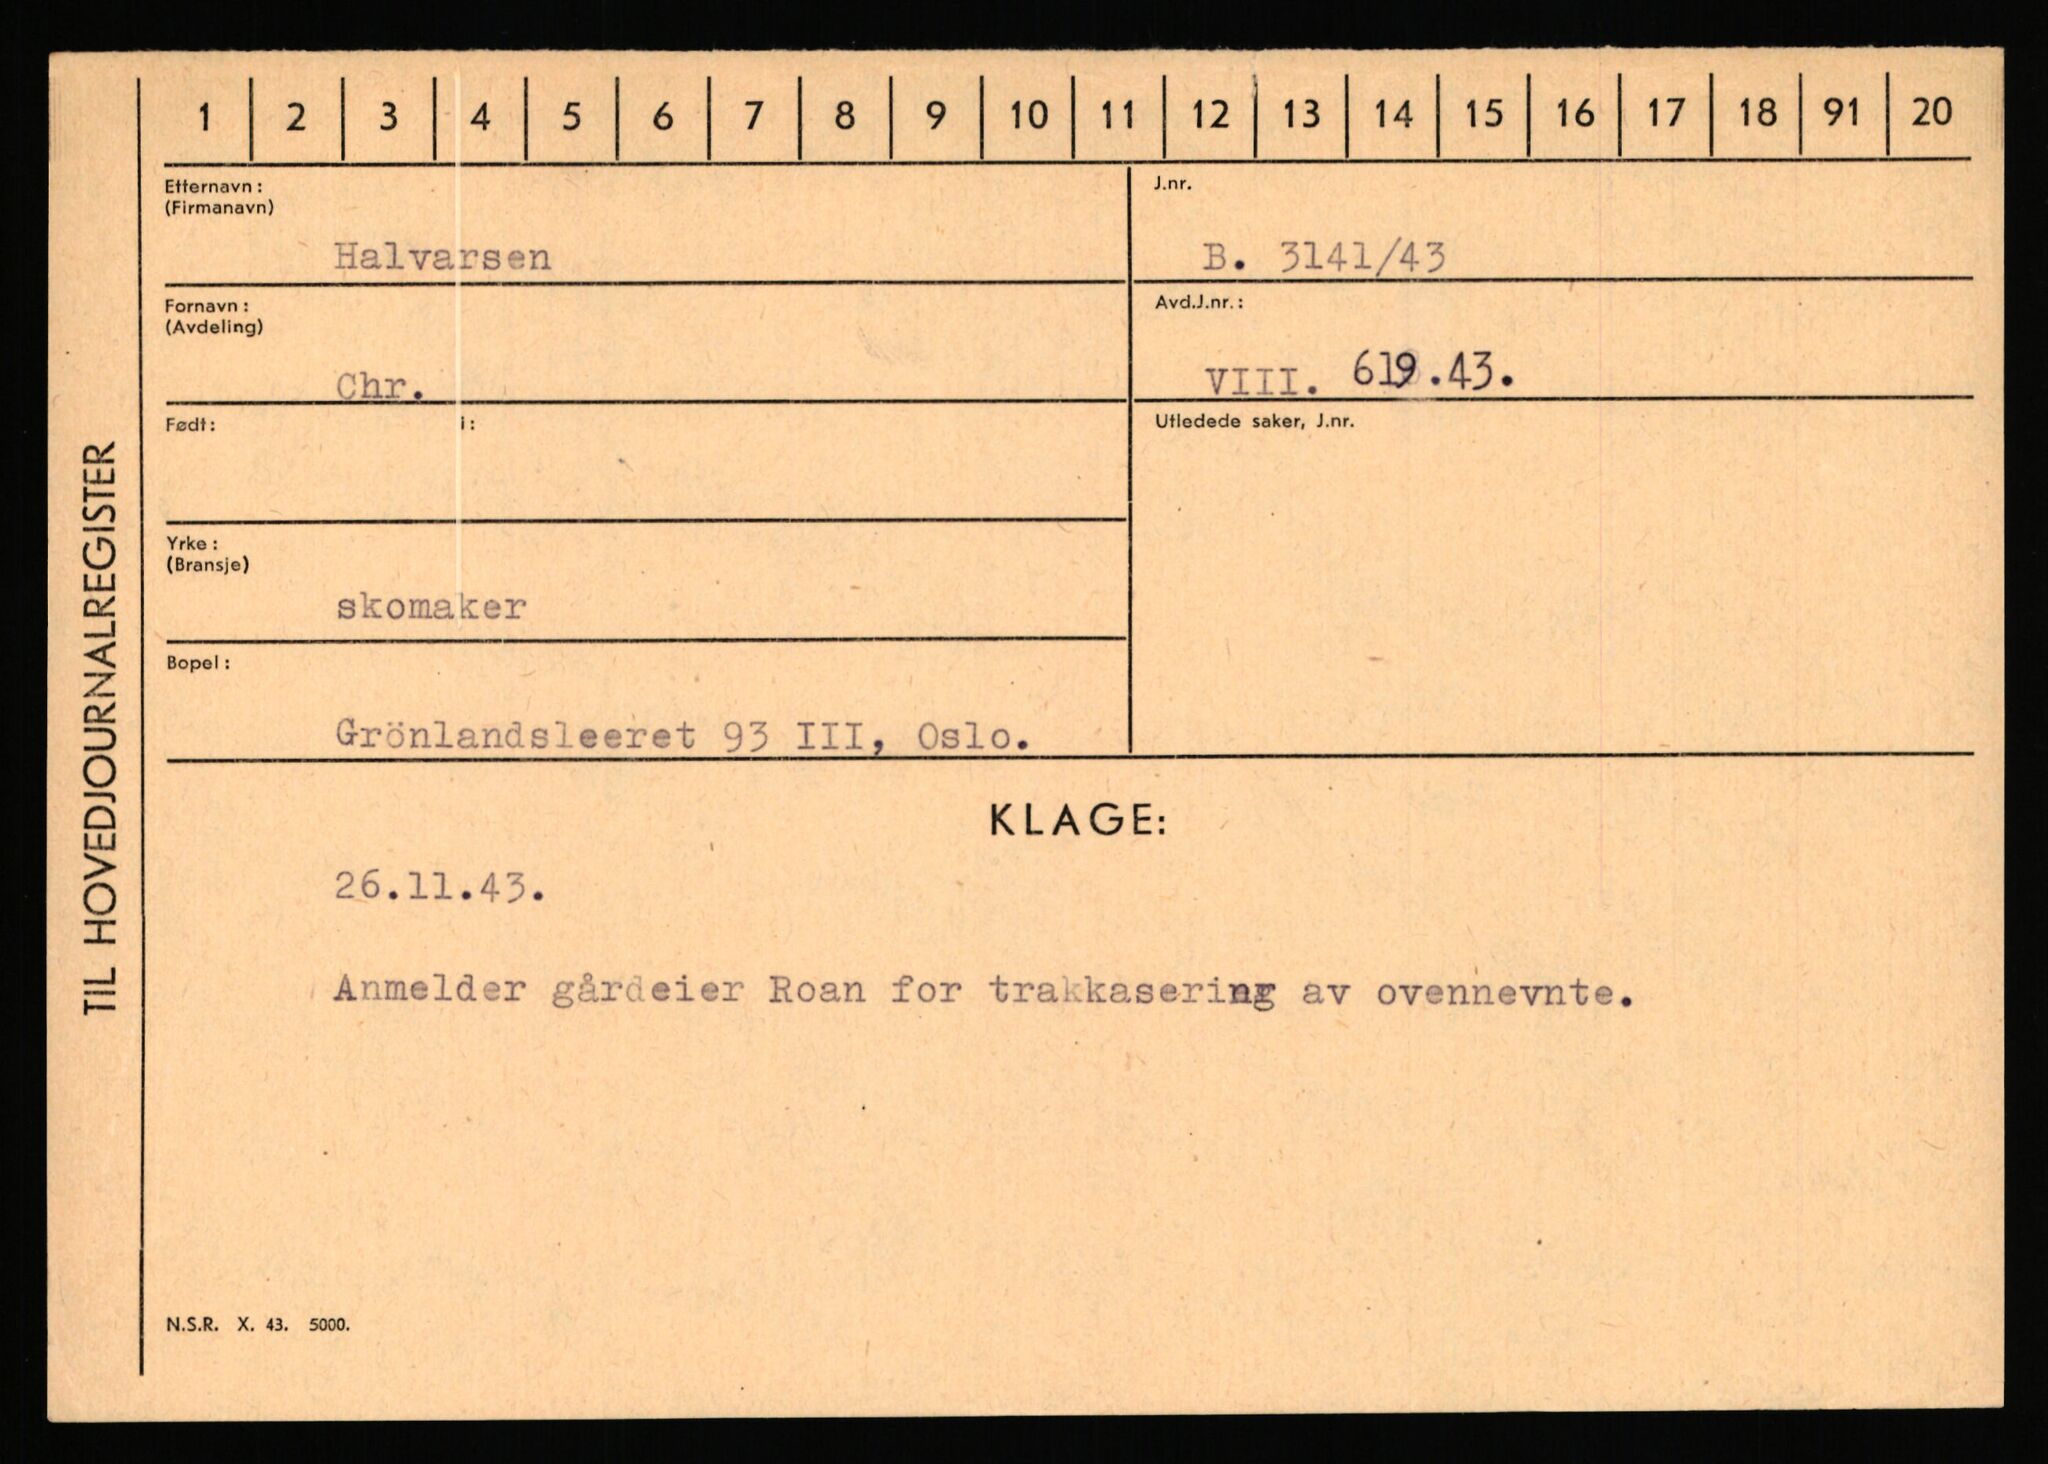 1 2 3 4 5 6 7 8 9 10 11 12 13 14 15 16 17 18 91 20
TIL HOVEDJOURNALREGISTER
Etternavn:
(Firmanavn)
Halvarsen
J.nr.
B. 3141/43
Fornavn:
(Avdeling)
Chr.
Avd.J.nr.:
VIII. 619.43.
Født: i:
Utledede saker, J.nr.
Yrke:
(Bransje)
skomaker
Bopel:
Grönlandsleeret 93 III, Oslo.
KLAGE:
26.11.43.
Anmelder gårdeier Roan for trakkasering av ovennevnte.
N.S.R. X. 43. 5000.